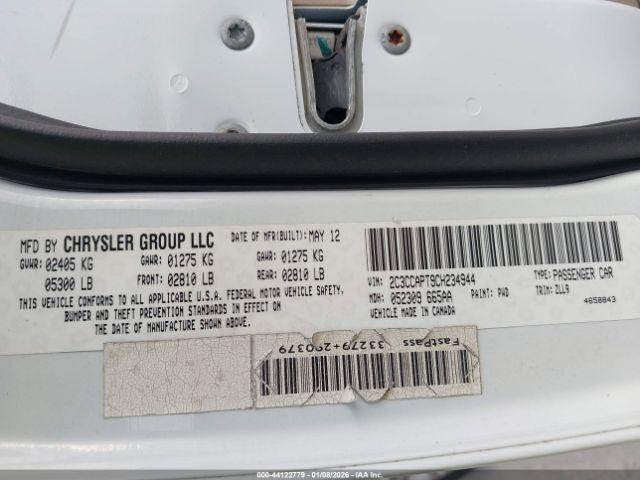 MFD BY CHRYSLER GROUP LLC DATE OF MFR(BUILT): MAY 12
GVWR: 02405 KG GAWR: 01275 KG GAWR: 01275 KG
05300 LB FRONT: 02810 LB REAR: 02810 LB
THIS VEHICLE CONFORMS TO ALL APPLICABLE U.S.A. FEDERAL MOTOR VEHICLE SAFETY,
BUMPER AND THEFT PREVENTION STANDARDS IN EFFECT ON
THE DATE OF MANUFACTURE SHOWN ABOVE.
VIN: 2C3CCAPT9CH234944 TYPE: PASSENGER CAR
MDH: 052309 665AA PAINT: PWD TRIM: ZLL9
VEHICLE MADE IN CANADA 4658843
FastPass
33279+290379
000-44122779 - 01/08/2026 - IAA Inc.